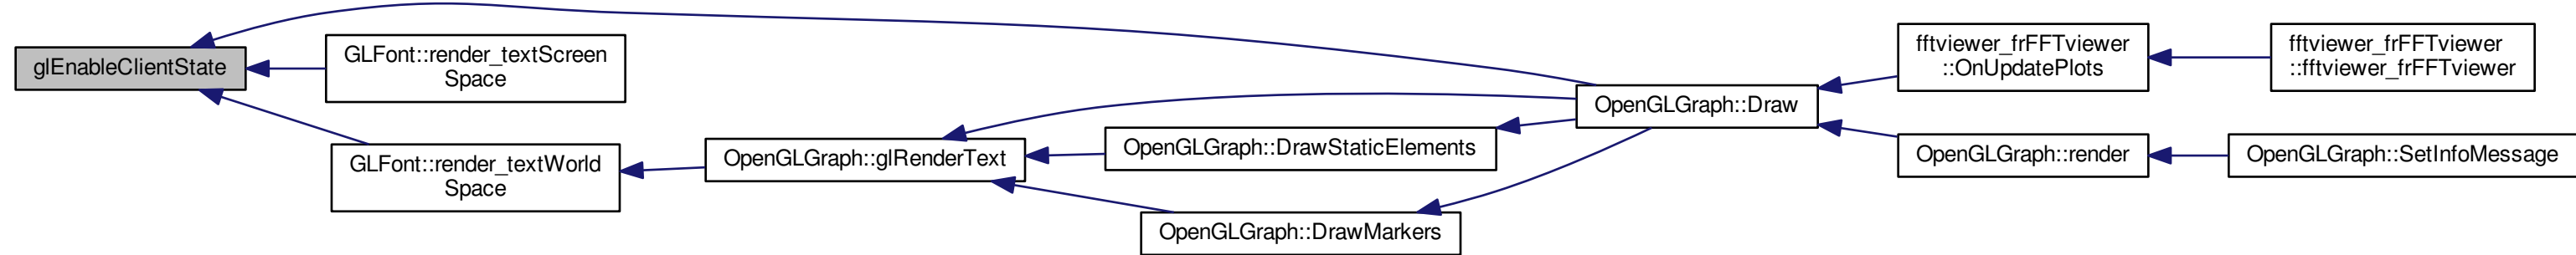 glEnableClientState
GLFont::render_textScreen
Space
GLFont::render_textWorld
Space
OpenGLGraph::glRenderText
OpenGLGraph::DrawStaticElements
OpenGLGraph::DrawMarkers
OpenGLGraph::Draw
fftviewer_frFFTviewer
::OnUpdatePlots
OpenGLGraph::render
fftviewer_frFFTviewer
::fftviewer_frFFTviewer
OpenGLGraph::SetInfoMessage